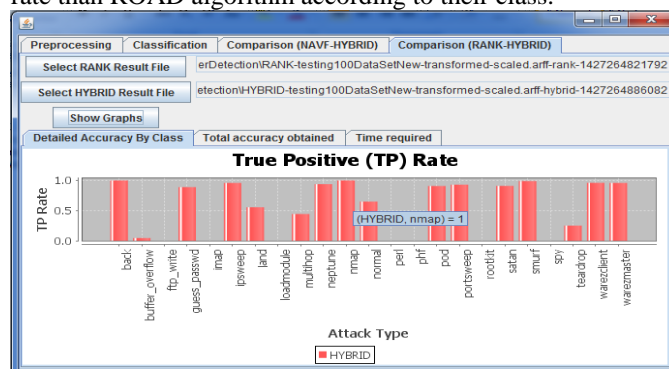 rate than ROAD algorithm according to their class.
Preprocessing Classification Comparison (NAVF-HYBRID) Comparison (RANK-HYBRID)
Select RANK Result File erDetection\RANK-testing100DataSetNew-transformed-scaled.arff-rank-1427264821792
Select HYBRID Result File etection\HYBRID-testing100DataSetNew-transformed-scaled.arff-hybrid-1427264886082
Show Graphs
Detailed Accuracy By Class Total accuracy obtained Time required
True Positive (TP) Rate
TP Rate
1.0
0.5
0.0
(HYBRID, nmap) = 1
back
buffer_overflow
ftp_write
guess_passwd
imap
ipsweep
land
loadmodule
multihop
neptune
nmap
normal
perl
phf
pod
portsweep
rootkit
satan
smurf
spy
teardrop
warezclient
warezmaster
Attack Type
HYBRID